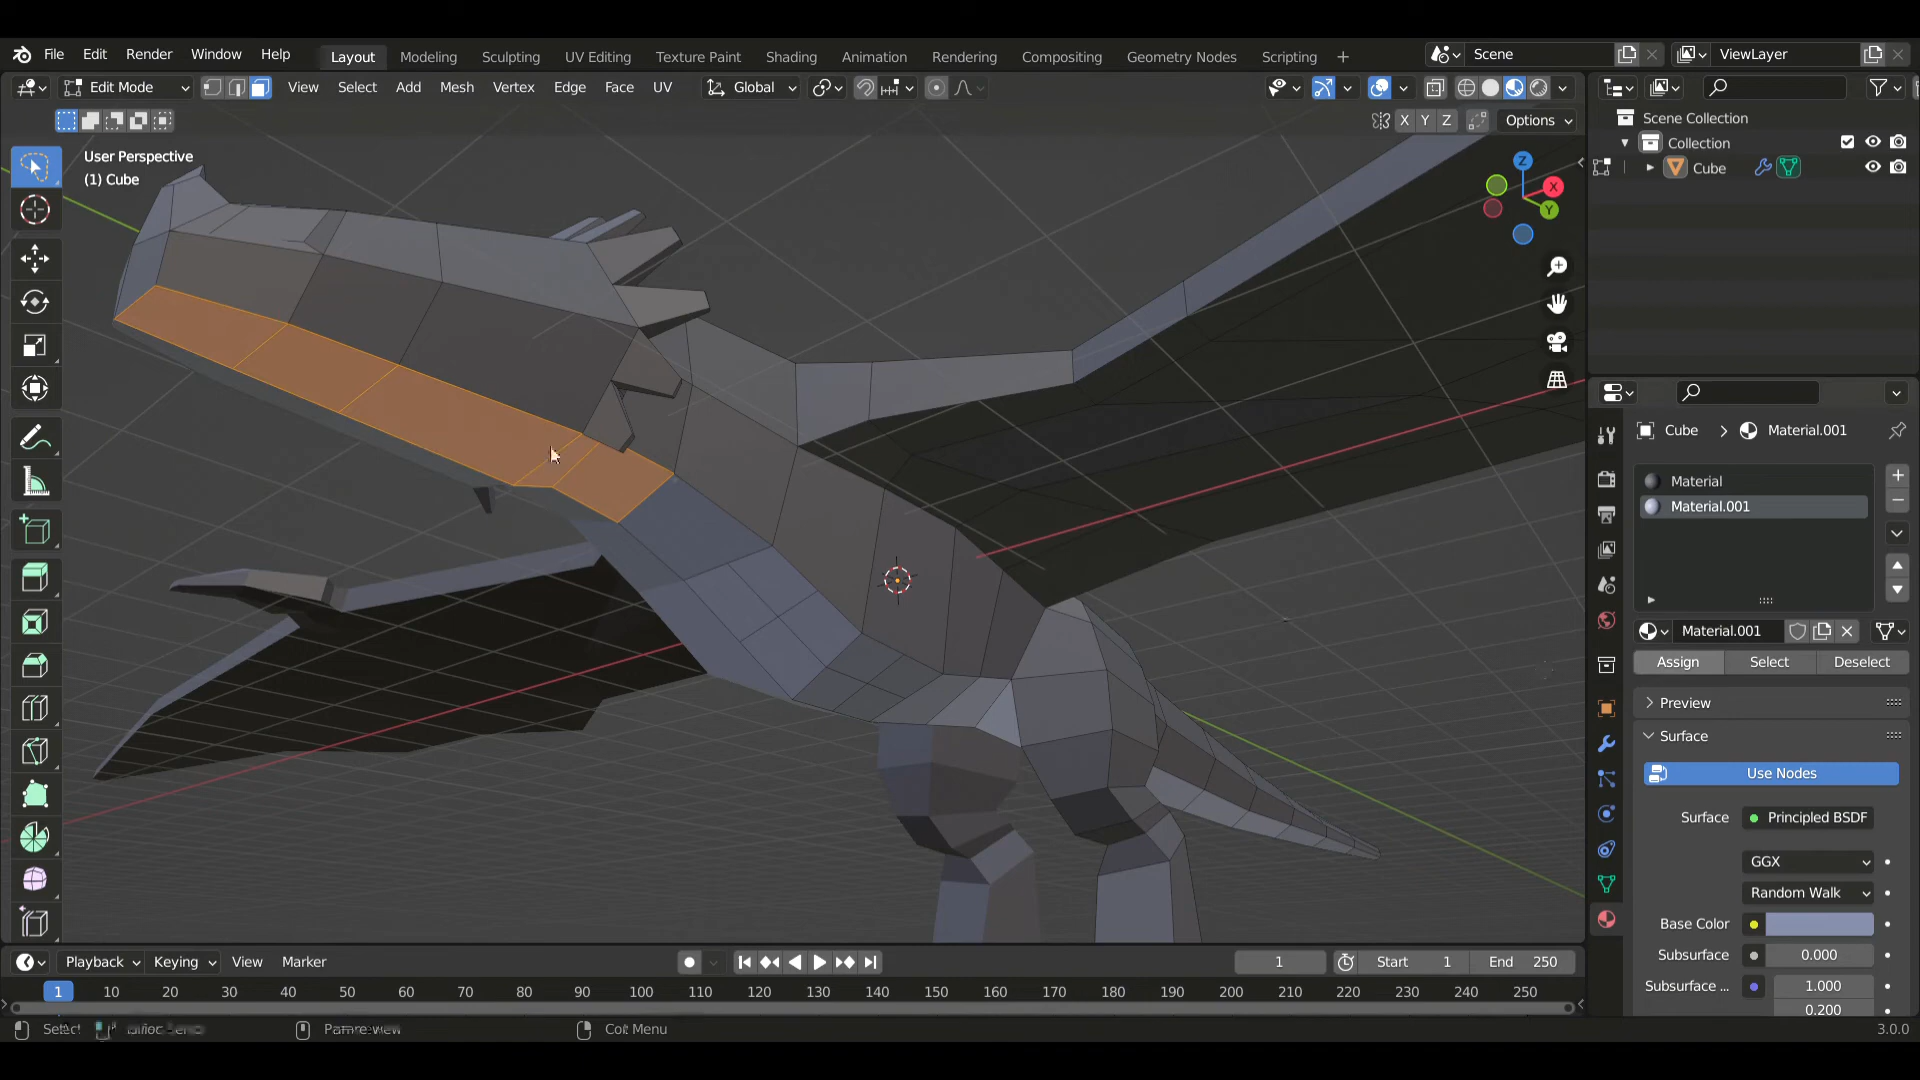 File Edit Render Window Help Layout Modeling Sculpting UV Editing Texture Paint Shading Animation Rendering Compositing Geometry Nodes Scripting + Scene ViewLayer
Edit Mode View Select Add Mesh Vertex Edge Face UV Global
X Y Z Options
User Perspective
(1) Cube
Z
X
Y
Scene Collection
Collection
Cube
Cube > Material.001
Material
Material.001
Material.001
Assign Select Deselect
Preview
Surface
Use Nodes
Surface Principled BSDF
GGX
Random Walk
Base Color
Subsurface 0.000
Subsurface ... 1.000
0.200
Playback Keying View Marker 1 Start 1 End 250
1 10 20 30 40 50 60 70 80 90 100 110 120 130 140 150 160 170 180 190 200 210 220 230 240 250
3.0.0